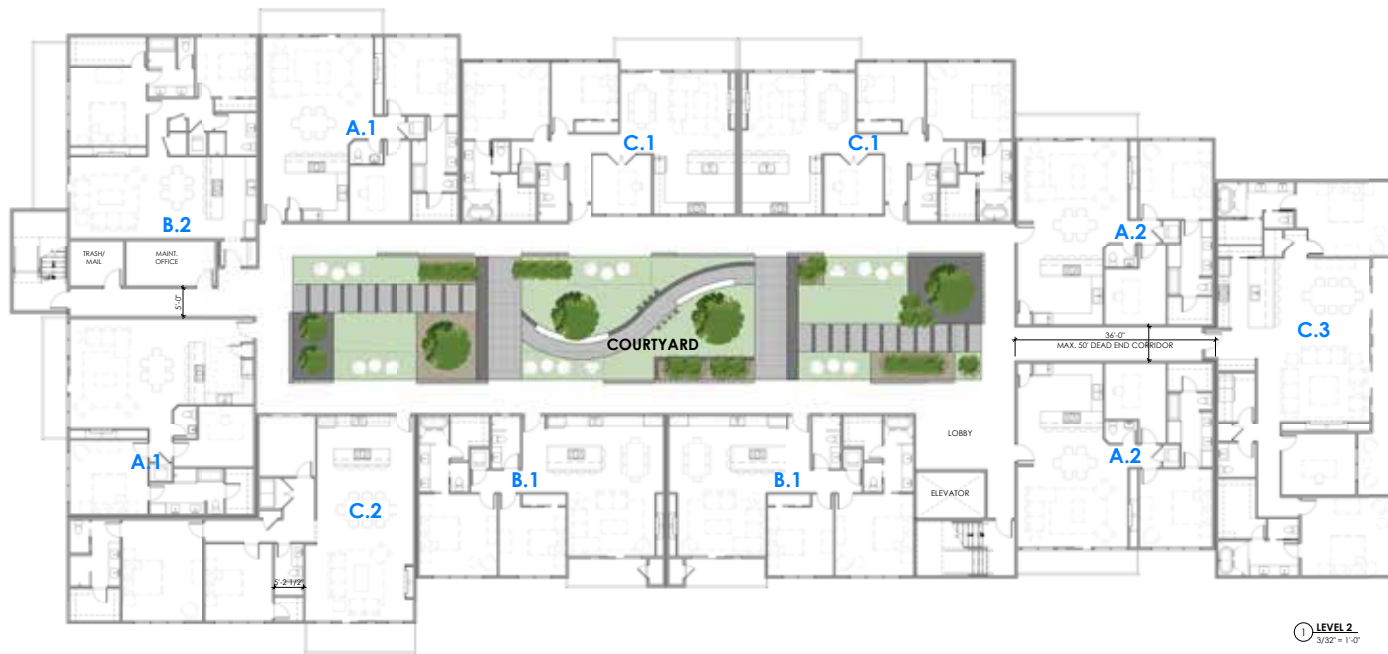 A.1
C.1
C.1
B.2
A.2
TRASH/
MAIL
MAINT.
OFFICE
5'-0"
COURTYARD
36'-0"
MAX. 50' DEAD END CORRIDOR
C.3
LOBBY
A.1
B.1
B.1
A.2
C.2
ELEVATOR
5'-2 1/2"
1 LEVEL 2
3/32" = 1'-0"